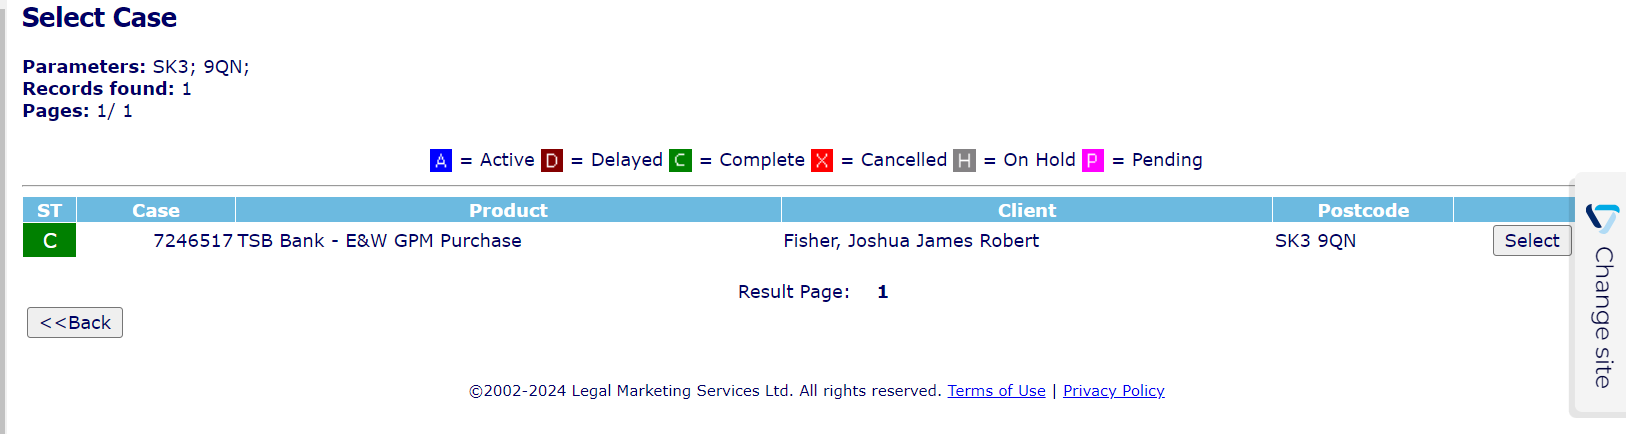 Select Case
Parameters: SK3; 9QN;
Records found: 1
Pages: 1/ 1
A = Active D = Delayed C = Complete X = Cancelled H = On Hold P = Pending
ST Case Product Client Postcode
C 7246517 TSB Bank - E&W GPM Purchase Fisher, Joshua James Robert SK3 9QN Select
Result Page: 1
<<Back
©2002-2024 Legal Marketing Services Ltd. All rights reserved. Terms of Use | Privacy Policy
Change site